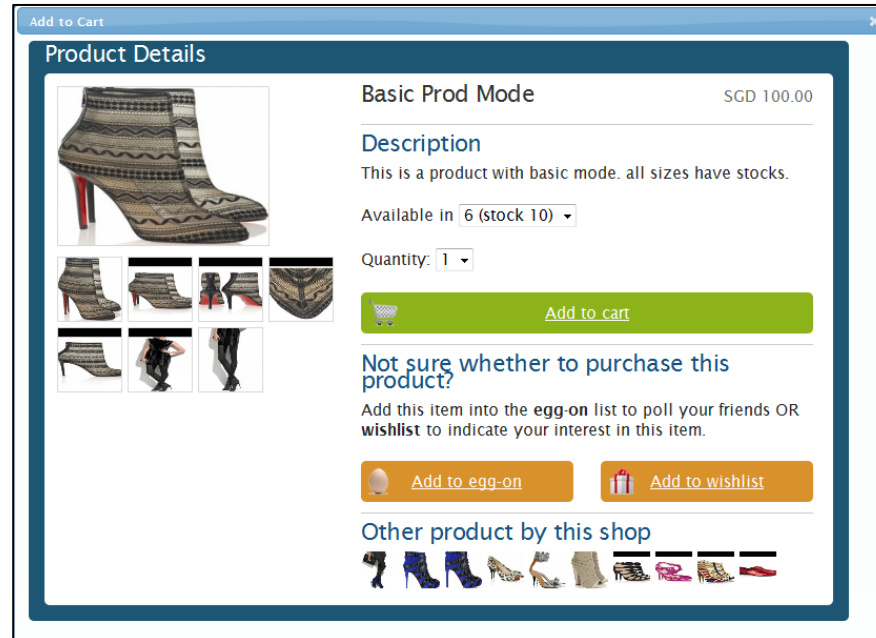 Add to Cart
Product Details
Basic Prod Mode
SGD 100.00
Description
This is a product with basic mode. all sizes have stocks.
Available in 6 (stock 10)
Quantity: 1
Add to cart
Not sure whether to purchase this
product?
Add this item into the egg-on list to poll your friends OR
wishlist to indicate your interest in this item.
Add to egg-on
Add to wishlist
Other product by this shop